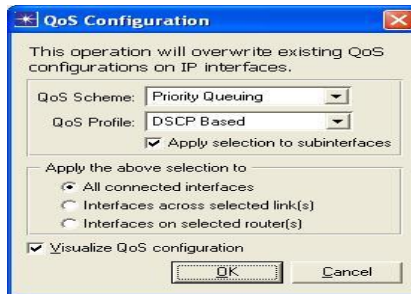 QoS Configuration
This operation will overwrite existing QoS
configurations on IP interfaces.
QoS Scheme: Priority Queuing
QoS Profile: DSCP Based
Apply selection to subinterfaces
Apply the above selection to
All connected interfaces
Interfaces across selected link(s)
Interfaces on selected router(s)
Visualize QoS configuration
OK Cancel